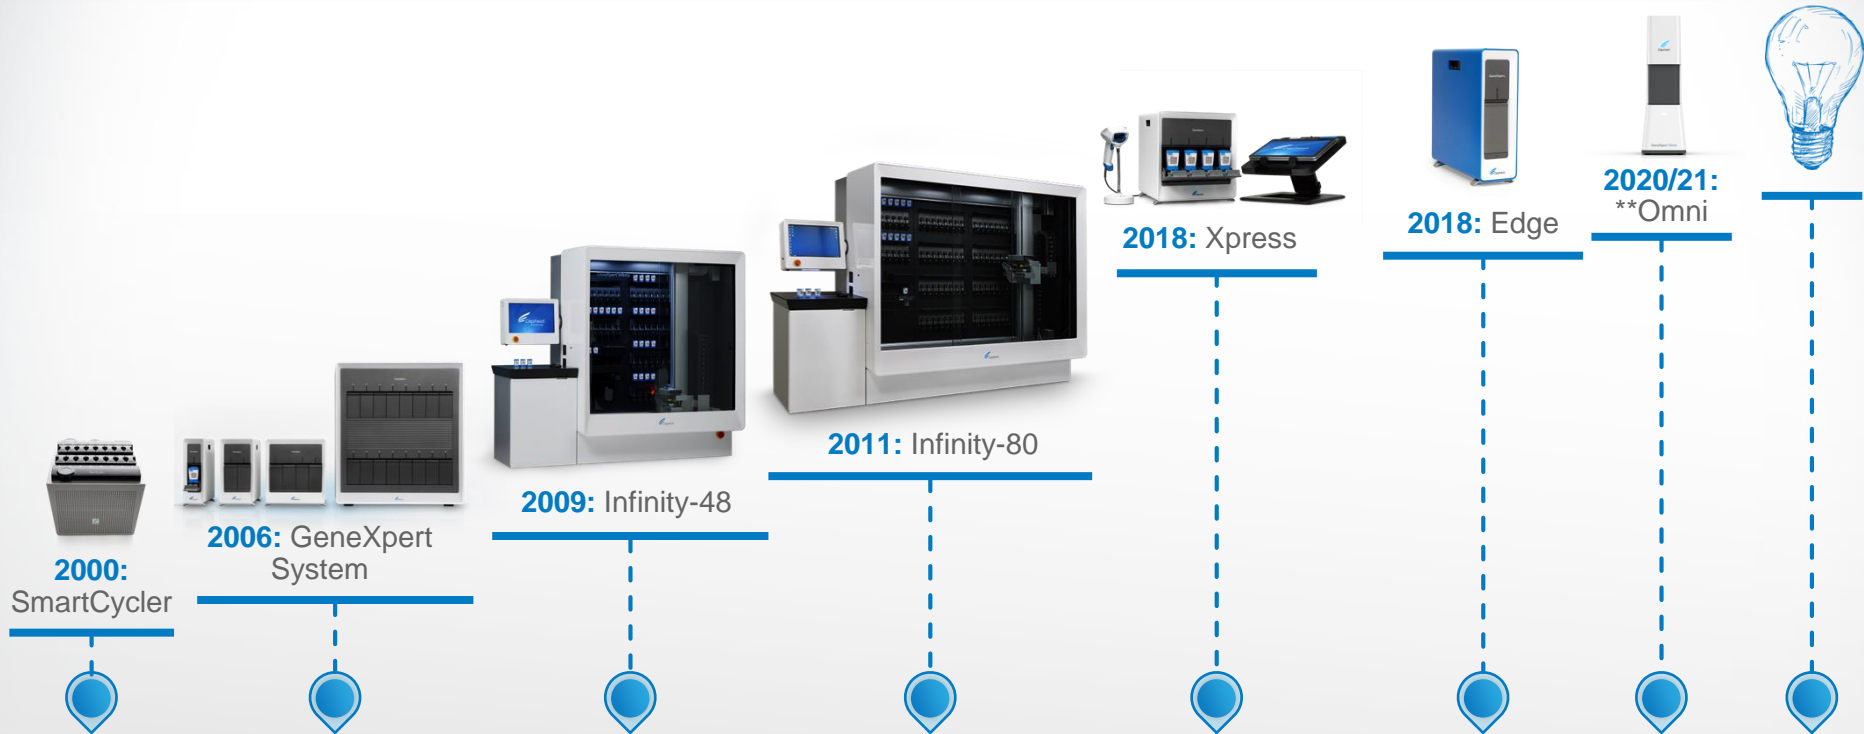 2000:
SmartCycler
2006: GeneXpert
System
2009: Infinity-48
2011: Infinity-80
2018: Xpress
2018: Edge
2020/21:
**Omni